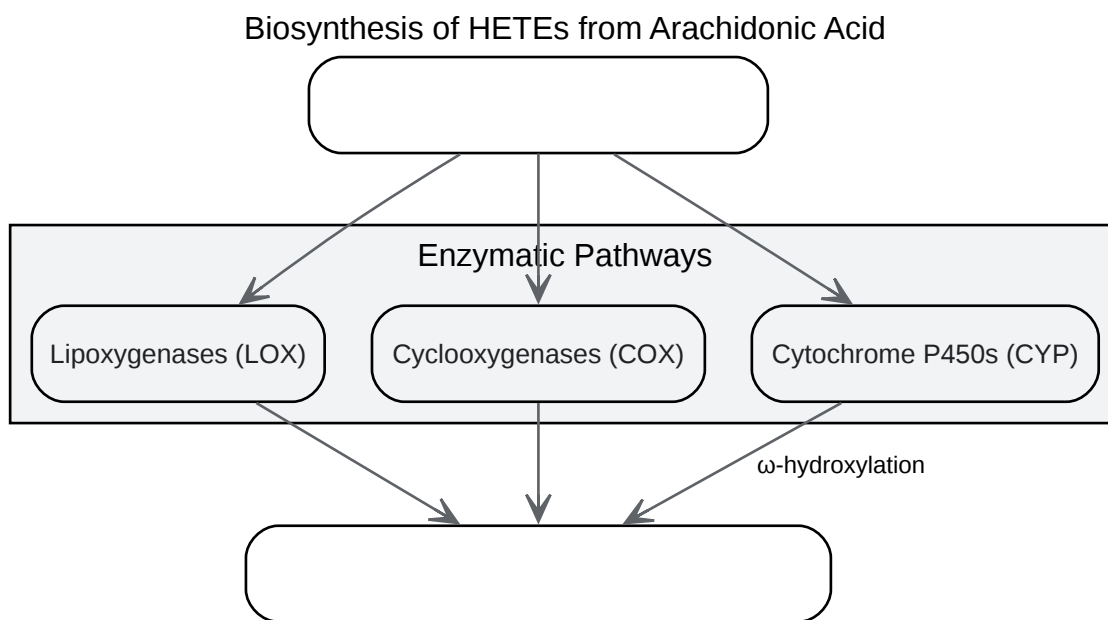 Biosynthesis of HETEs from Arachidonic Acid
Enzymatic Pathways
Lipoxygenases (LOX)
Cyclooxygenases (COX)
Cytochrome P450s (CYP)
ω-hydroxylation